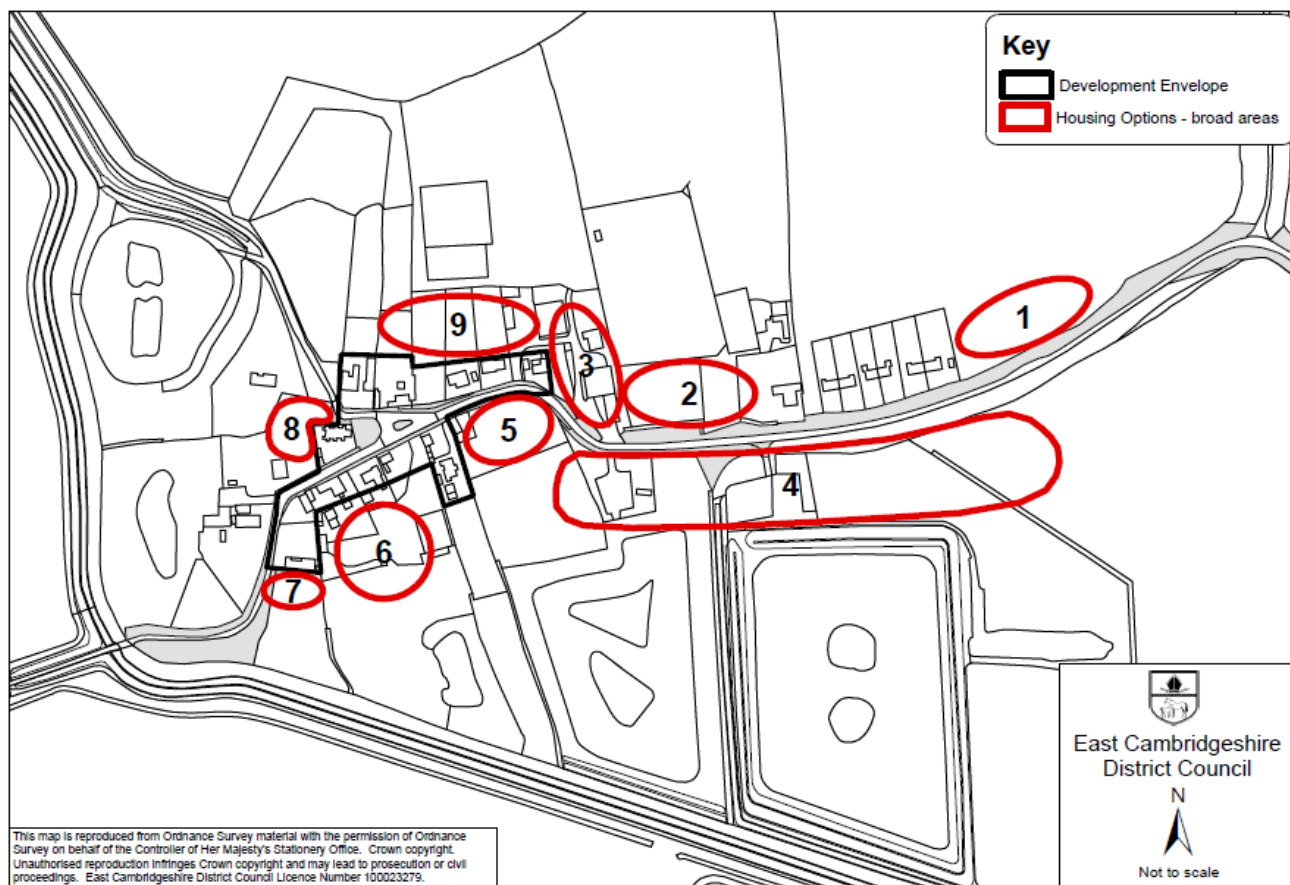 Key
Development Envelope
Housing Options - broad areas
1
9
3
2
8
5
4
6
7
East Cambridgeshire
District Council
N
Not to scale
This map is reproduced from Ordnance Survey material with the permission of Ordnance
Survey on behalf of the Controller of Her Majesty's Stationery Office. Crown copyright.
Unauthorised reproduction infringes Crown copyright and may lead to prosecution or civil
proceedings. East Cambridgeshire District Council Licence Number 100023279.